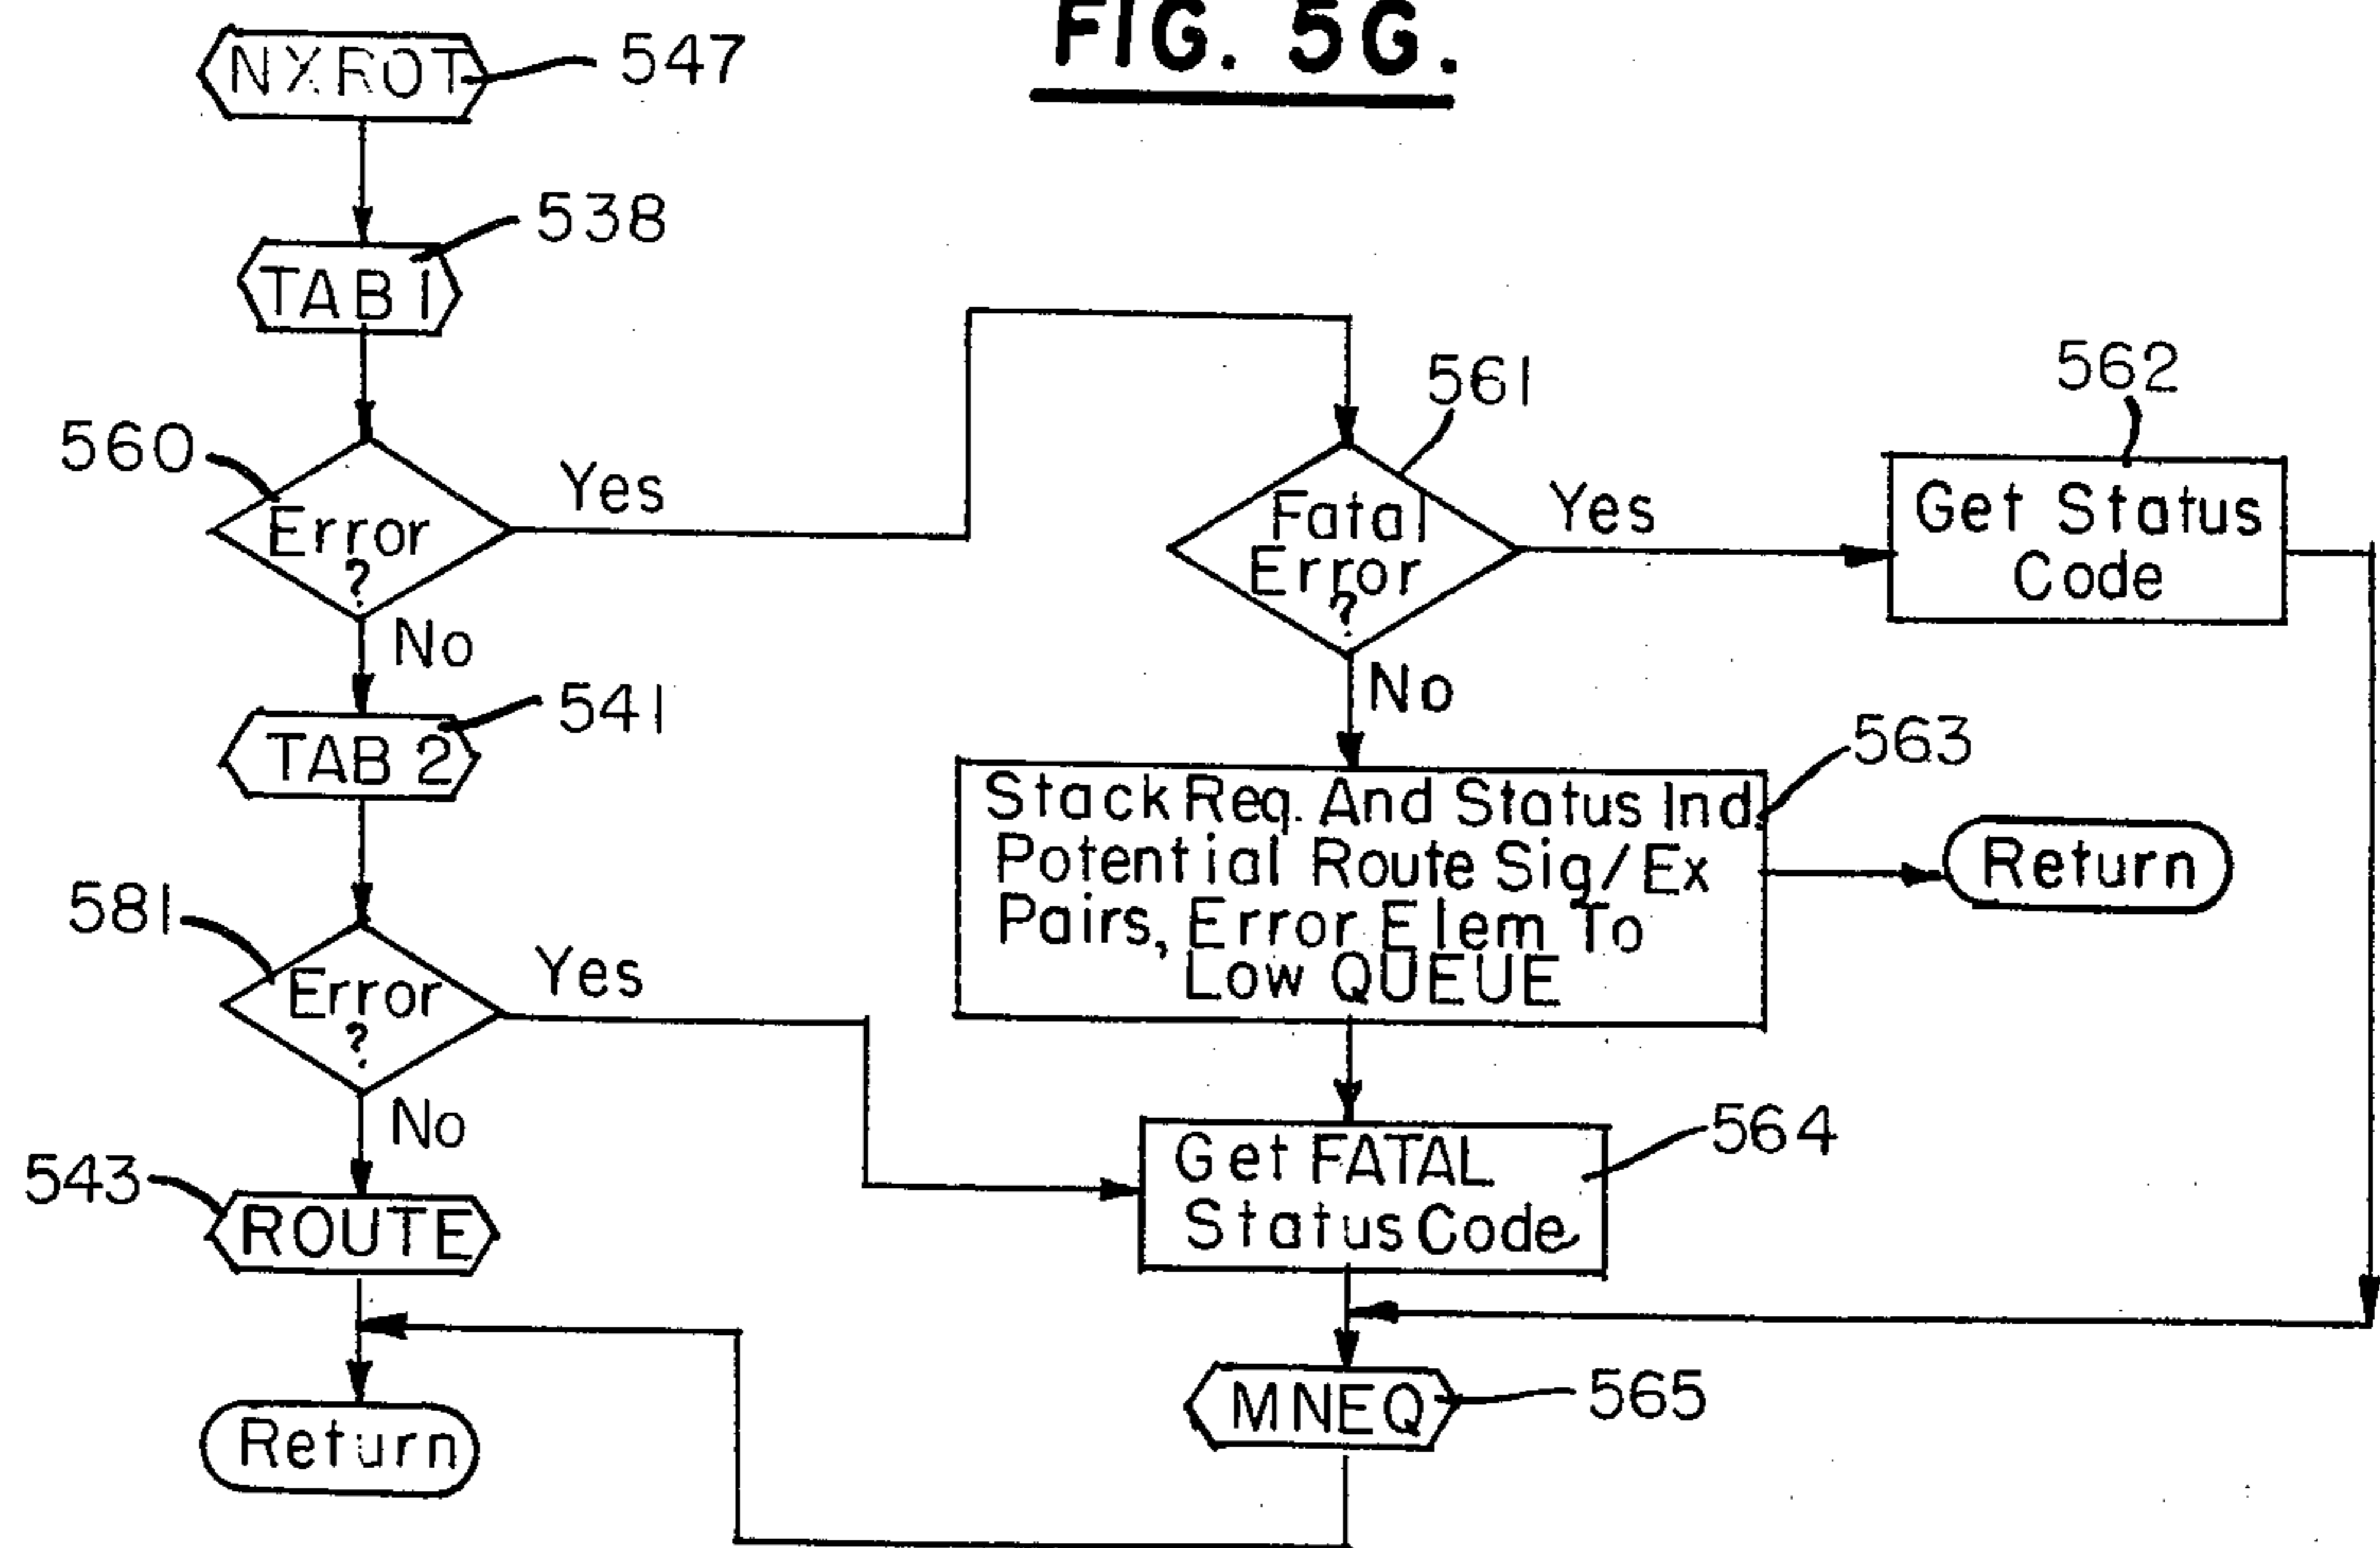 FIG. 5G.
NXROT
547
TAB 1
538
560
Error
?
Yes
No
561
Fatal
Error
?
Yes
No
562
Get Status
Code
TAB 2
541
563
Stack Req. And Status Ind.
Potential Route Sig/Ex
Pairs, Error Elem To
Low QUEUE
Return
581
Error
?
Yes
No
564
Get FATAL
Status Code
543
ROUTE
MNEQ
565
Return